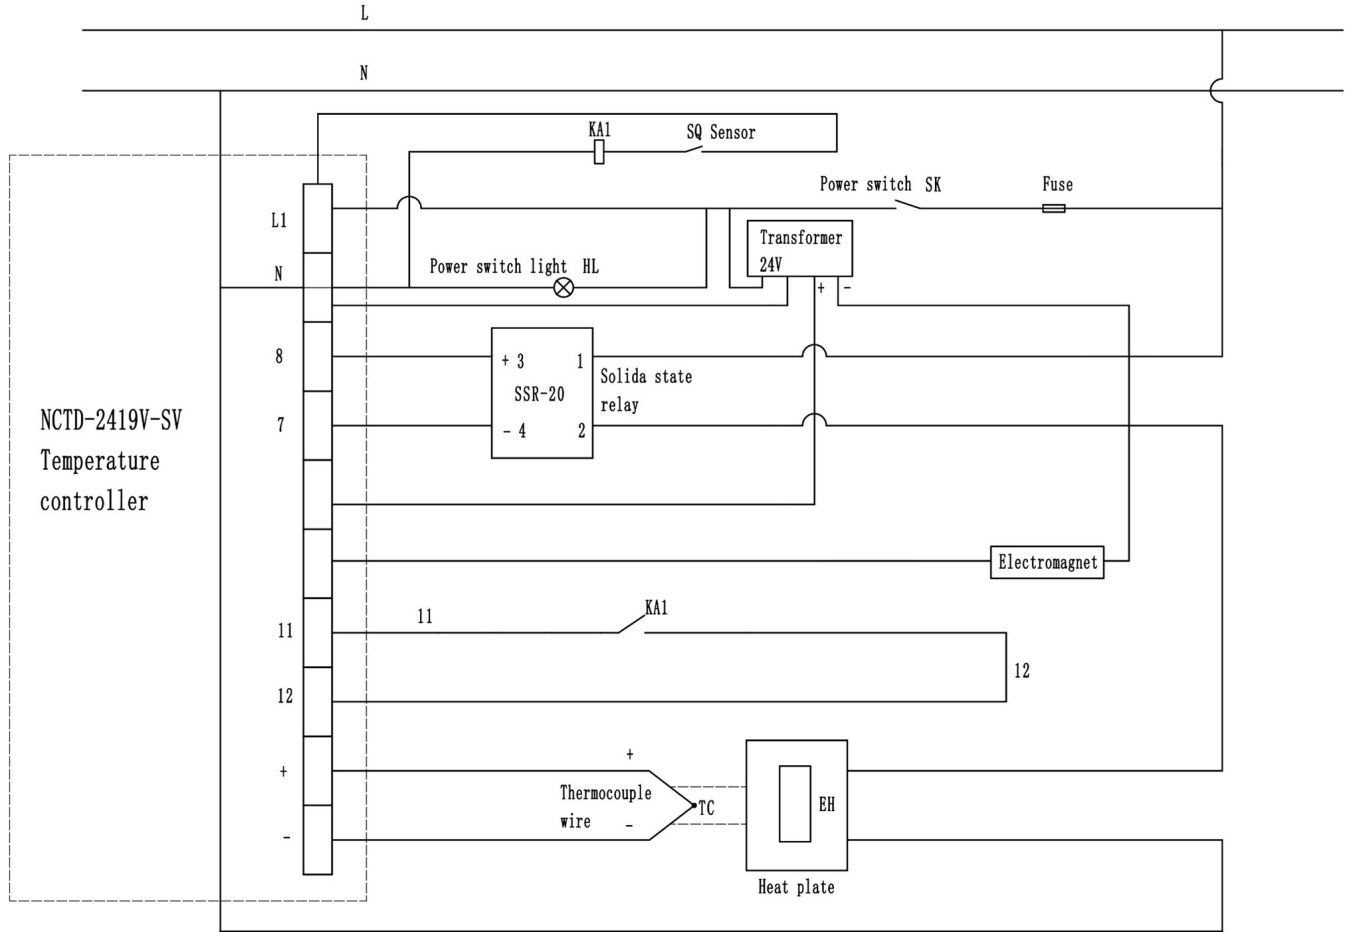 L
N
KA1
SQ Sensor
Power switch SK
Fuse
L1
Transformer
24V
N
Power switch light HL
+ -
8
+ 3
1
SSR-20
Solida state
relay
7
- 4
2
NCTD-2419V-SV
Temperature
controller
Electromagnet
11
11
KA1
12
12
+
+
Thermocouple
wire
TC
EH
-
-
Heat plate